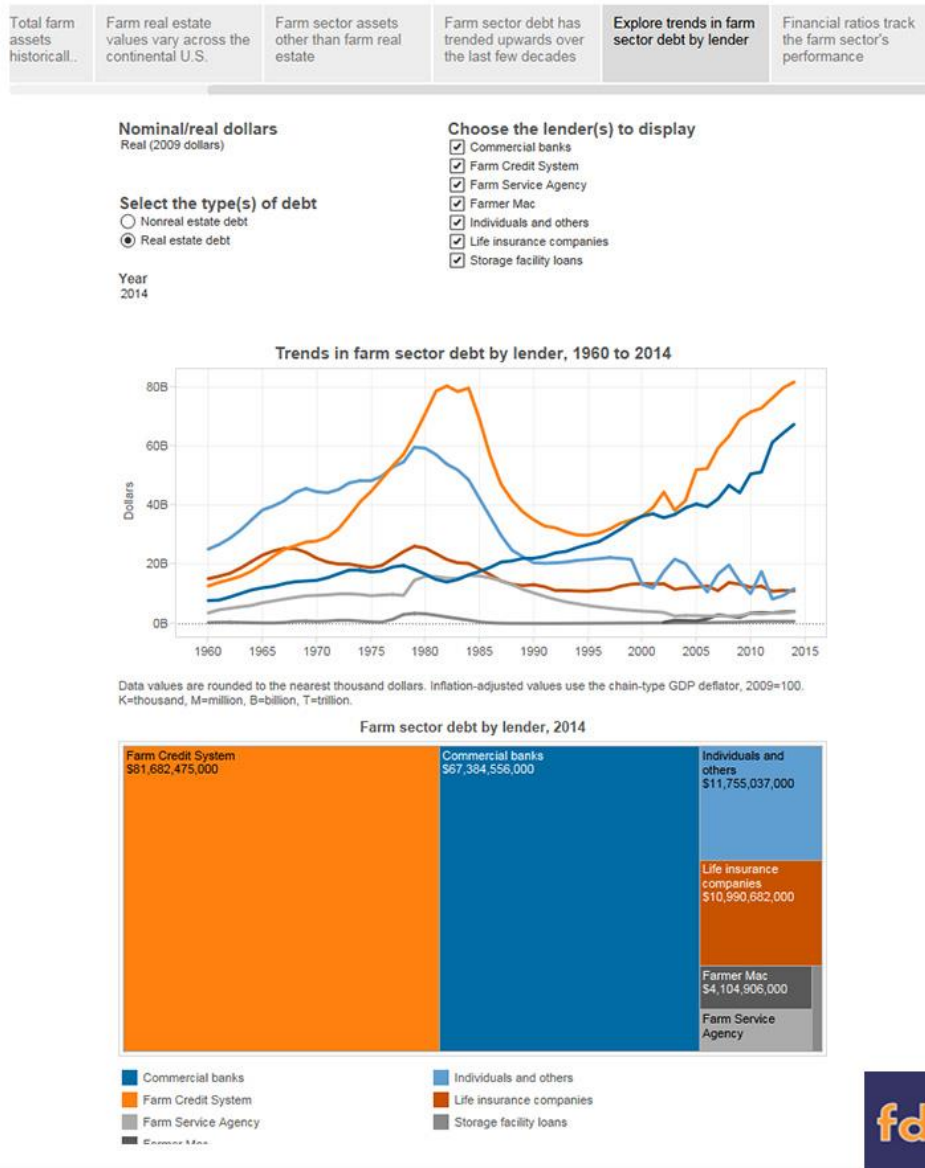 Total farm
assets
historicall..
Farm real estate
values vary across the
continental U.S.
Farm sector assets
other than farm real
estate
Farm sector debt has
trended upwards over
the last few decades
Explore trends in farm
sector debt by lender
Financial ratios track
the farm sector's
performance
Nominal/real dollars
Real (2009 dollars)
Select the type(s) of debt
Nonreal estate debt
Real estate debt
Year
2014
Choose the lender(s) to display
Commercial banks
Farm Credit System
Farm Service Agency
Farmer Mac
Individuals and others
Life insurance companies
Storage facility loans
Trends in farm sector debt by lender, 1960 to 2014
80B
60B
40B
20B
0B
Dollars
1960 1965 1970 1975 1980 1985 1990 1995 2000 2005 2010 2015
Data values are rounded to the nearest thousand dollars. Inflation-adjusted values use the chain-type GDP deflator, 2009=100.
K=thousand, M=million, B=billion, T=trillion.
Farm sector debt by lender, 2014
Farm Credit System
$81,682,475,000
Commercial banks
$67,384,556,000
Individuals and
others
$11,755,037,000
Life insurance
companies
$10,990,682,000
Farmer Mac
$4,104,906,000
Farm Service
Agency
Commercial banks
Farm Credit System
Farm Service Agency
Farmer Mac
Individuals and others
Life insurance companies
Storage facility loans
fd